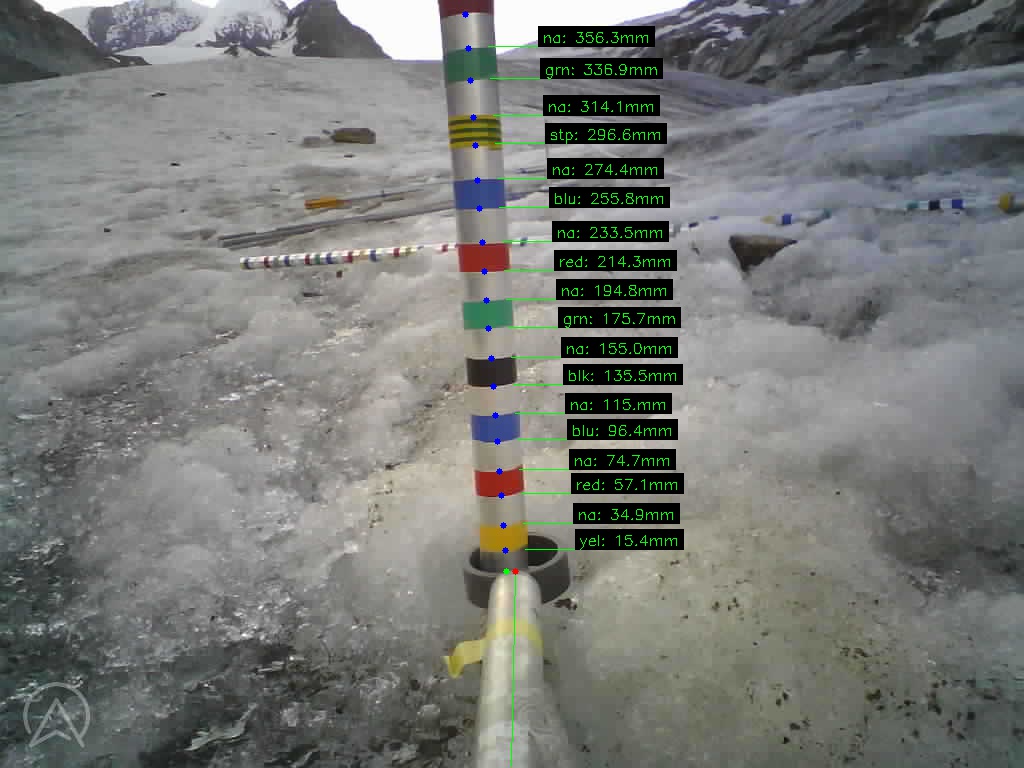 na: 356.3mm
grn: 336.9mm
na: 314.1mm
stp: 296.6mm
na: 274.4mm
blu: 255.8mm
na: 233.5mm
red: 214.3mm
na: 194.8mm
grn: 175.7mm
na: 155.0mm
blk: 135.5mm
na: 115.mm
blu: 96.4mm
na: 74.7mm
red: 57.1mm
na: 34.9mm
yel: 15.4mm